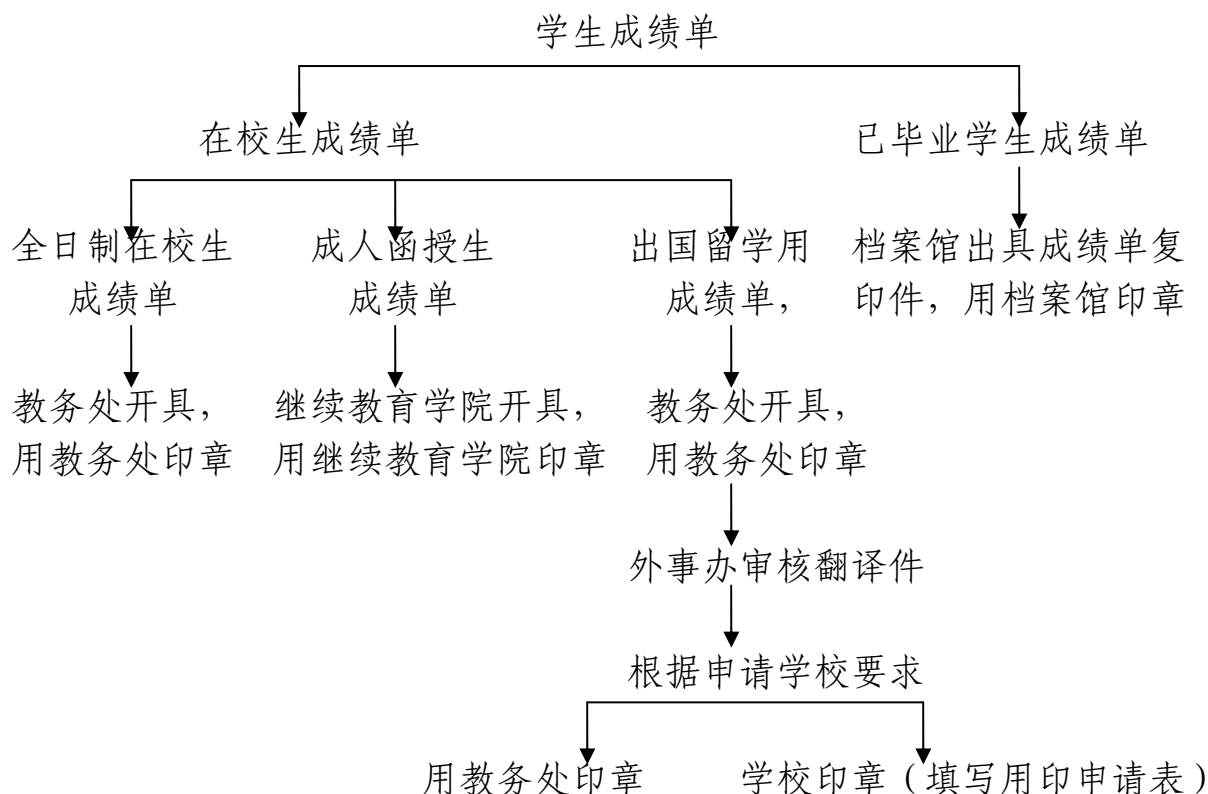 学生成绩单
在校生成绩单
已毕业学生成绩单
全日制在校生
成绩单
成人函授生
成绩单
出国留学用
成绩单，
档案馆出具成绩单复
印件，用档案馆印章
教务处开具，
用教务处印章
继续教育学院开具，
用继续教育学院印章
教务处开具，
用教务处印章
外事办审核翻译件
根据申请学校要求
用教务处印章
学校印章（填写用印申请表）